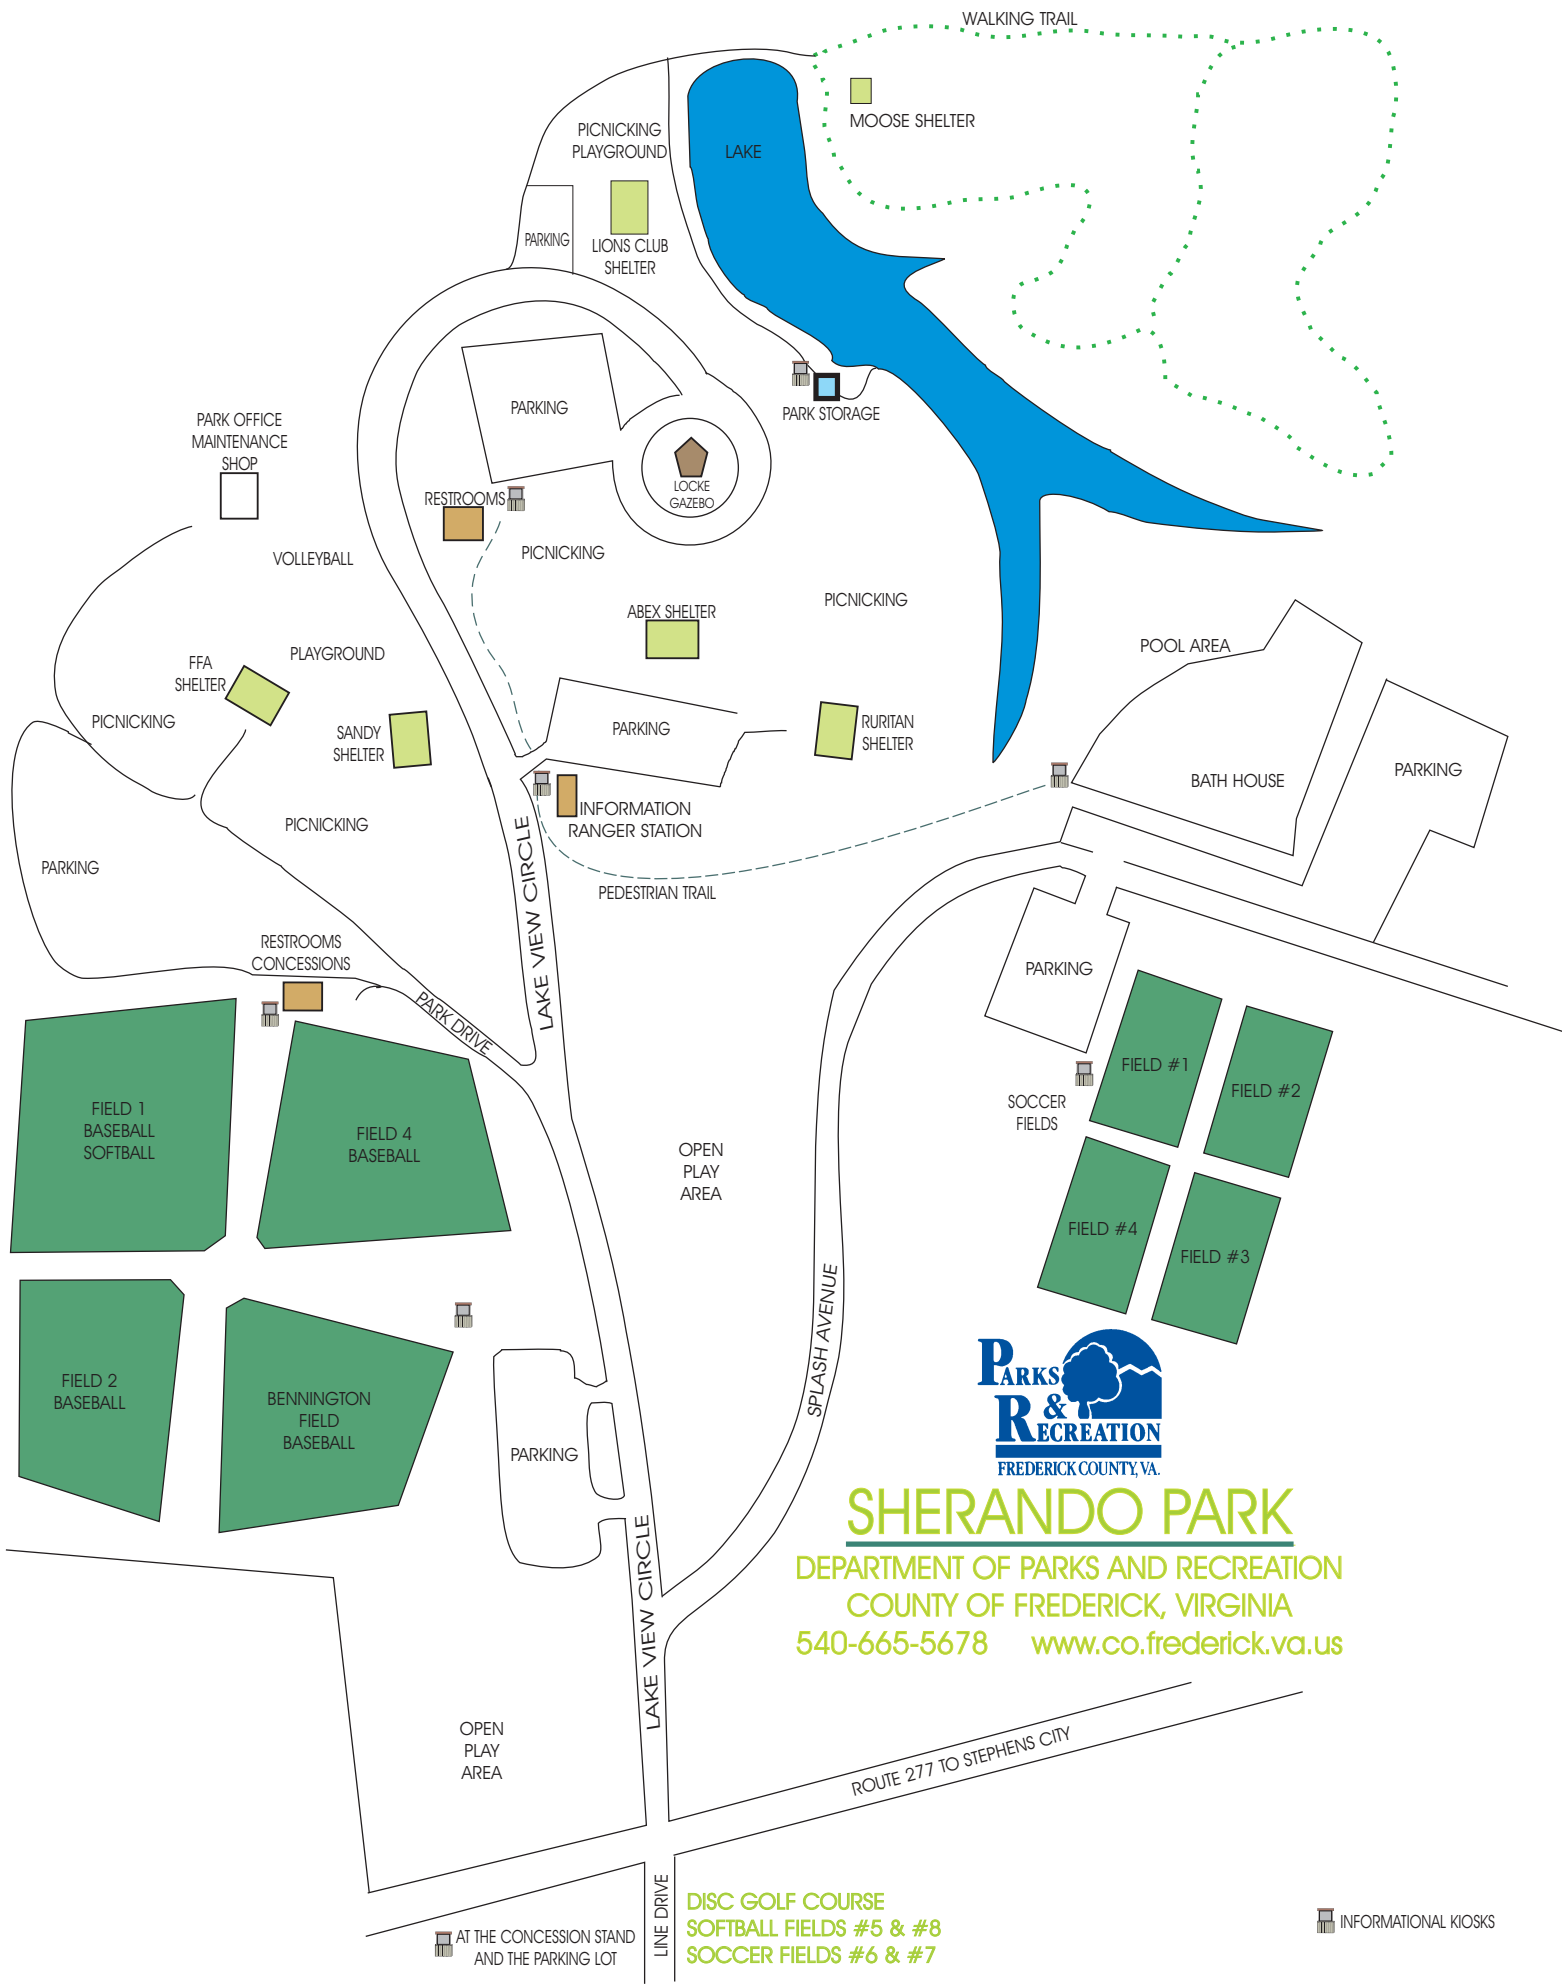 WALKING TRAIL
MOOSE SHELTER
PICNICKING
PLAYGROUND
LAKE
LIONS CLUB
SHELTER
PARKING
PARKING
PARK STORAGE
PARK OFFICE
MAINTENANCE
SHOP
LOCKE
GAZEBO
RESTROOMS
PICNICKING
VOLLEYBALL
ABEX SHELTER
PICNICKING
POOL AREA
PLAYGROUND
FFA
SHELTER
PICNICKING
SANDY
SHELTER
PARKING
RURITAN
SHELTER
BATH HOUSE
PARKING
INFORMATION
RANGER STATION
PICNICKING
PARKING
PEDESTRIAN TRAIL
LAKE VIEW CIRCLE
RESTROOMS
CONCESSIONS
PARK DRIVE
PARKING
FIELD #1
FIELD #2
SOCCER
FIELDS
FIELD #4
FIELD #3
FIELD 1
BASEBALL
SOFTBALL
FIELD 4
BASEBALL
OPEN
PLAY
AREA
SPLASH AVENUE
FIELD 2
BASEBALL
BENNINGTON
FIELD
BASEBALL
PARKING
PARKS
&
RECREATION
FREDERICK COUNTY, VA.
SHERANDO PARK
DEPARTMENT OF PARKS AND RECREATION
COUNTY OF FREDERICK, VIRGINIA
540-665-5678 www.co.frederick.va.us
LAKE VIEW CIRCLE
OPEN
PLAY
AREA
ROUTE 277 TO STEPHENS CITY
LINE DRIVE
DISC GOLF COURSE
SOFTBALL FIELDS #5 & #8
SOCCER FIELDS #6 & #7
AT THE CONCESSION STAND
AND THE PARKING LOT
INFORMATIONAL KIOSKS